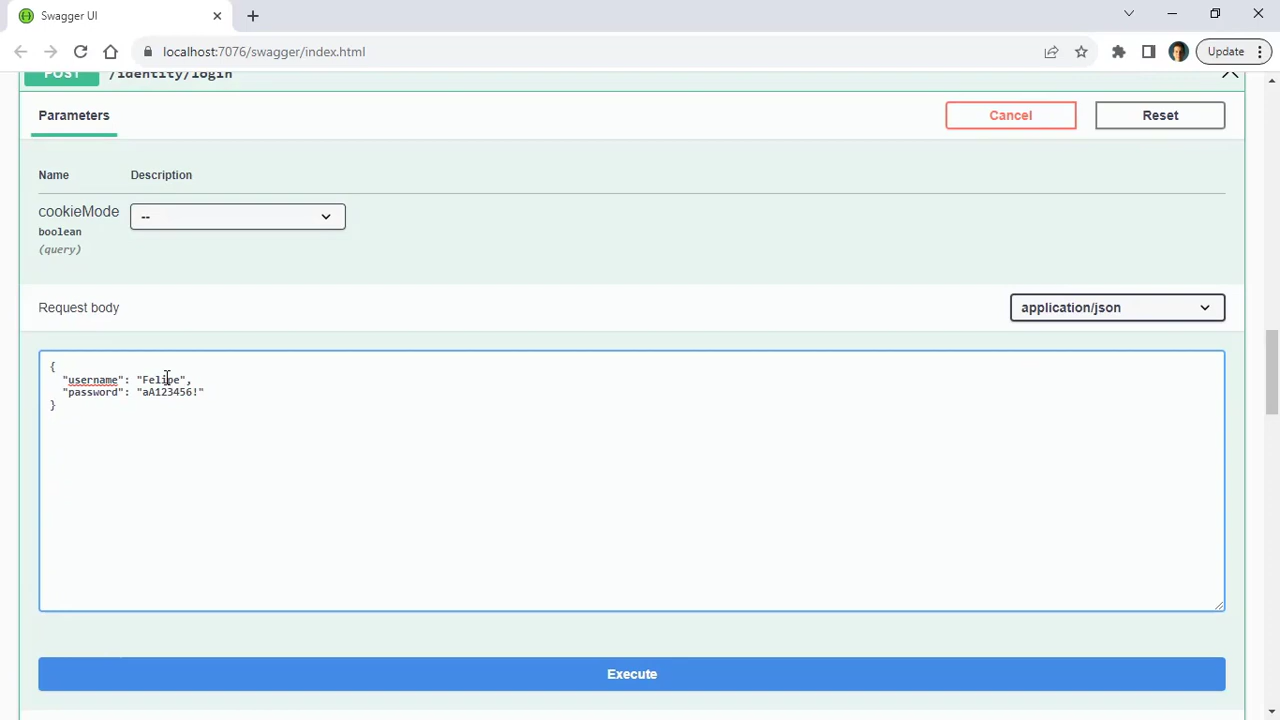 Swagger UI
localhost:7076/swagger/index.html
Update
POST /identity/login
Parameters
Cancel
Reset
Name Description
cookieMode
--
boolean
(query)
Request body
application/json
{
"username": "Felipe",
"password": "aA123456!"
}
Execute